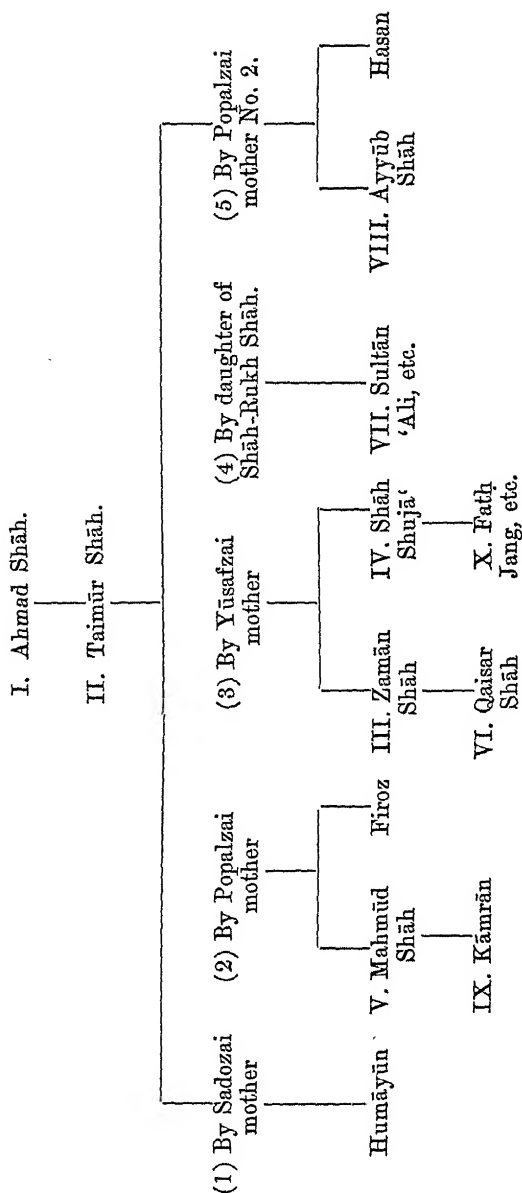 I. Ahmad Shāh.
II. Taimūr Shāh.
(1) By Sadozai
mother
Humāyūn
(2) By Popalzai
mother
V. Mahmūd
Shāh
Firoz
IX. Kāmrān
(3) By Yūsafzai
mother
III. Zamān
Shāh
IV. Shāh
Shujā‘
VI. Qaisar
Shāh
X. Fatḥ
Jang, etc.
(4) By daughter of
Shāh-Rukh Shāh.
VII. Sultān
‘Ali, etc.
(5) By Popalzai
mother No. 2.
VIII. Ayyūb
Shāh
Hasan